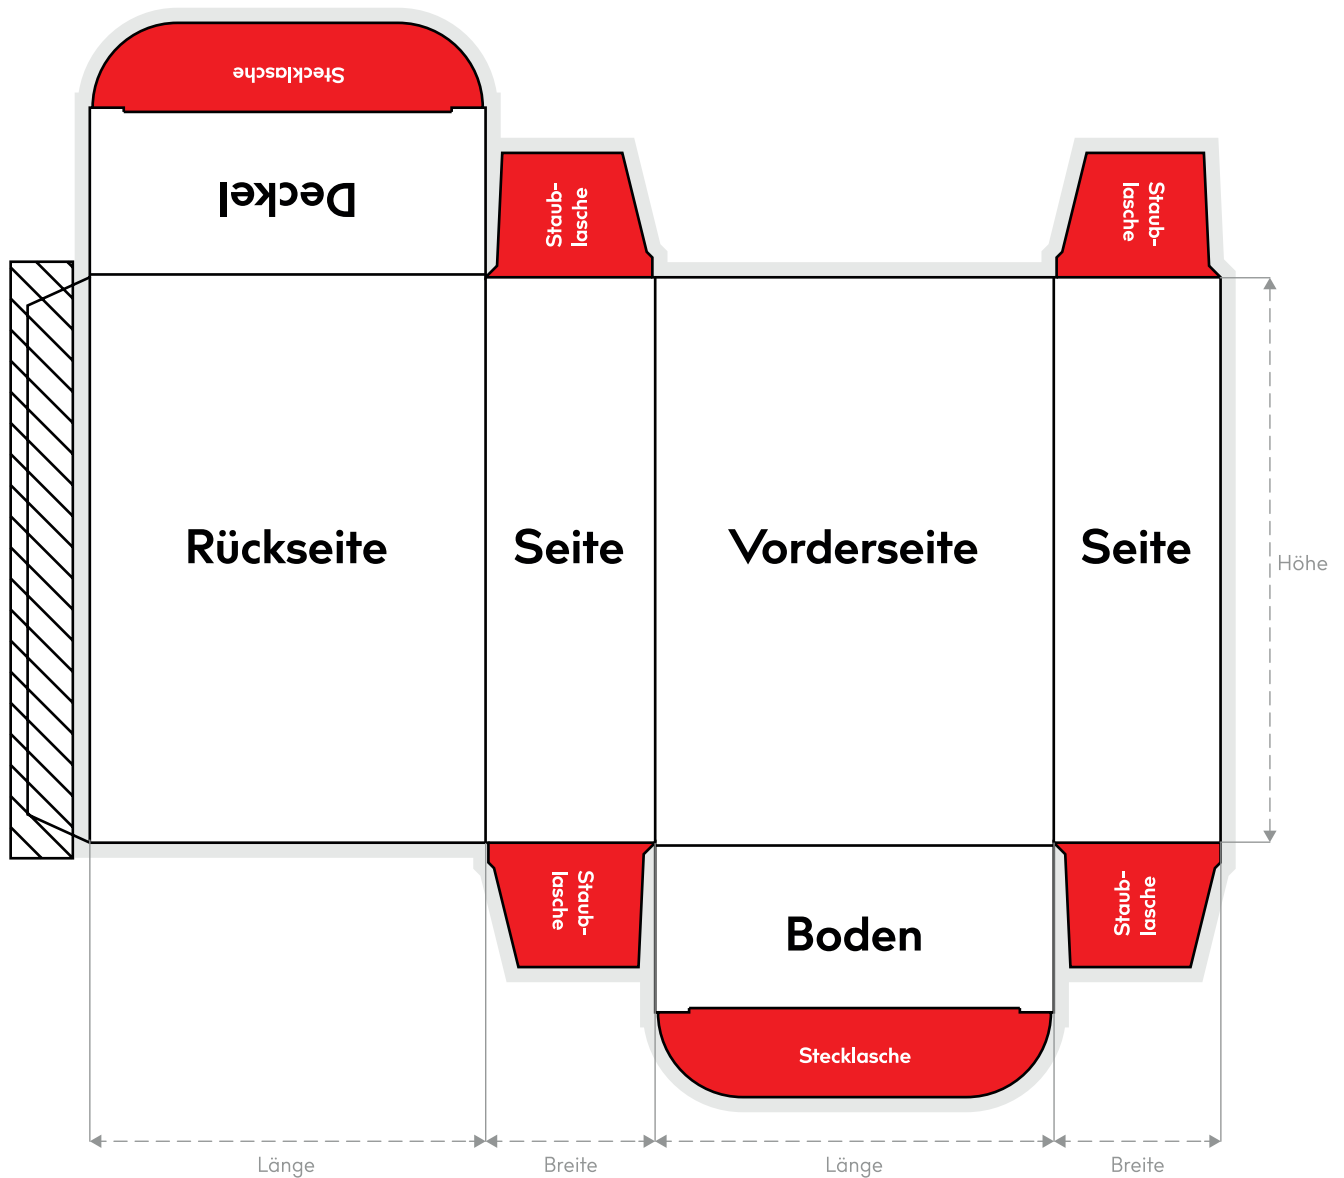 Stecklasche
Deckel
Staub-
lasche
Staub-
lasche
Rückseite
Seite
Vorderseite
Seite
Höhe
Staub-
lasche
Boden
Staub-
lasche
Stecklasche
Länge
Breite
Länge
Breite